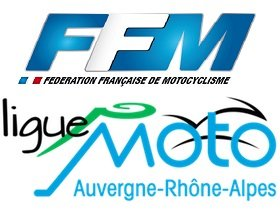 FFM
FEDERATION FRANÇAISE DE MOTOCYCLISME
ligue
Moto
Auvergne-Rhône-Alpes